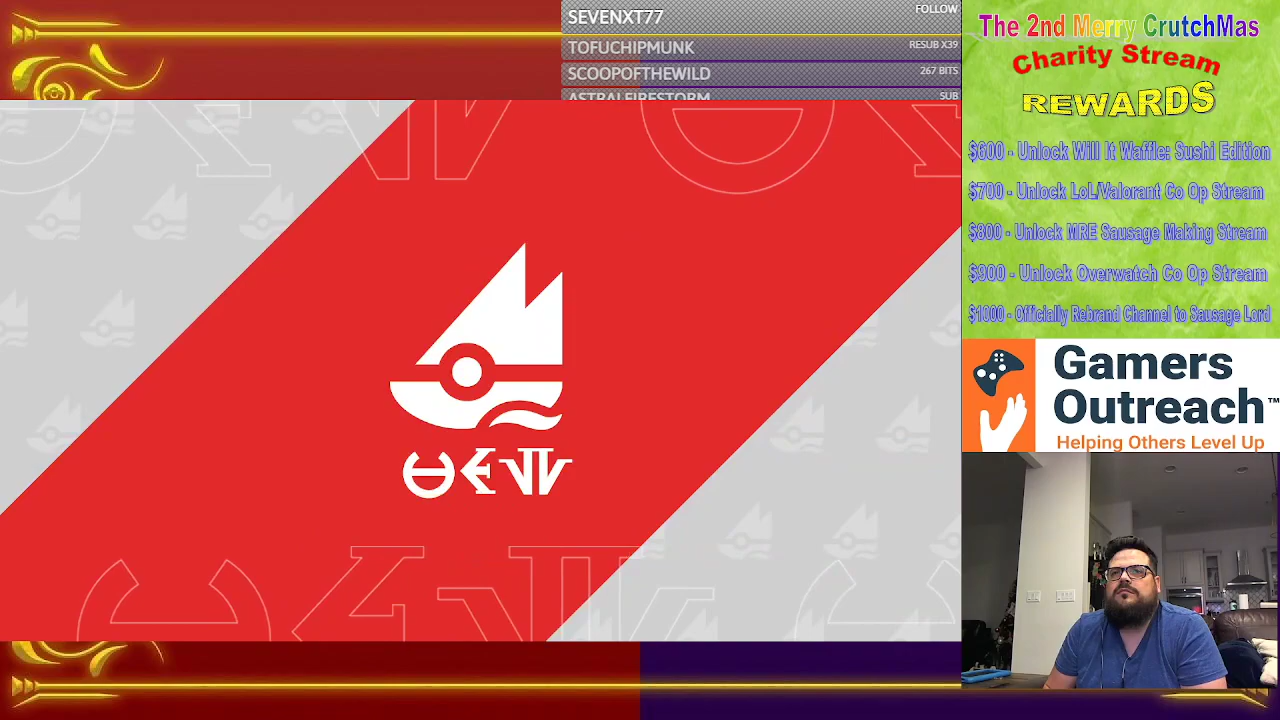 SEVENXT77 FOLLOW
TOFUCHIPMUNK RESUB X39
SCOOPOFTHEWILD 267 BITS
ASTRALFIRESTORM SUB
The 2nd Merry CrutchMas
Charity Stream
REWARDS
$600 - Unlock Will It Waffle: Sushi Edition
$700 - Unlock LoL/Valorant Co Op Stream
$800 - Unlock MRE Sausage Making Stream
$900 - Unlock Overwatch Co Op Stream
$1000 - Officially Rebrand Channel to Sausage Lord
Gamers
Outreach™
Helping Others Level Up